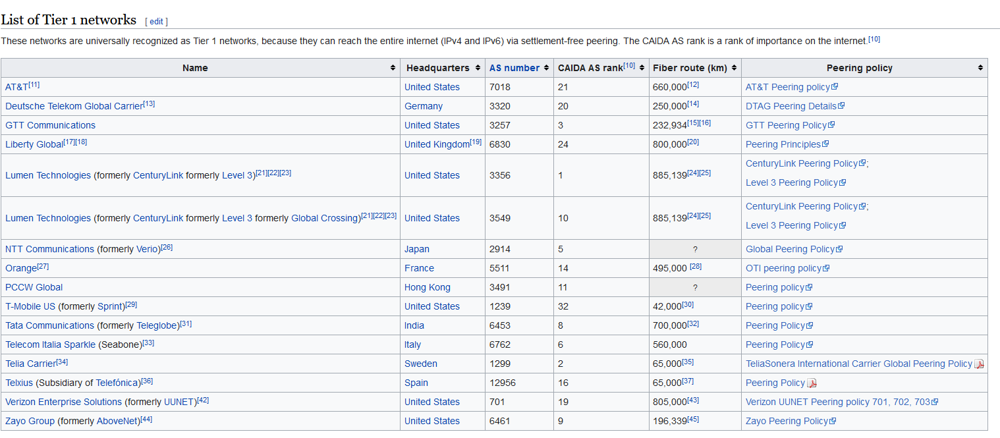 List of Tier 1 networks [ edit ]
These networks are universally recognized as Tier 1 networks, because they can reach the entire internet (IPv4 and IPv6) via settlement-free peering. The CAIDA AS rank is a rank of importance on the internet.[10]
Name Headquarters AS number CAIDA AS rank[10] Fiber route (km) Peering policy
AT&T[11] United States 7018 21 660,000[12] AT&T Peering policy
Deutsche Telekom Global Carrier[13] Germany 3320 20 250,000[14] DTAG Peering Details
GTT Communications United States 3257 3 232,934[15][16] GTT Peering Policy
Liberty Global[17][18] United Kingdom[19] 6830 24 800,000[20] Peering Principles
Lumen Technologies (formerly CenturyLink formerly Level 3)[21][22][23] United States 3356 1 885,139[24][25] CenturyLink Peering Policy;
Level 3 Peering Policy
Lumen Technologies (formerly CenturyLink formerly Level 3 formerly Global Crossing)[21][22][23] United States 3549 10 885,139[24][25] CenturyLink Peering Policy;
Level 3 Peering Policy
NTT Communications (formerly Verio)[26] Japan 2914 5 ? Global Peering Policy
Orange[27] France 5511 14 495,000 [28] OTI peering policy
PCCW Global Hong Kong 3491 11 ? Peering policy
T-Mobile US (formerly Sprint)[29] United States 1239 32 42,000[30] Peering policy
Tata Communications (formerly Teleglobe)[31] India 6453 8 700,000[32] Peering Policy
Telecom Italia Sparkle (Seabone)[33] Italy 6762 6 560,000 Peering Policy
Telia Carrier[34] Sweden 1299 2 65,000[35] TeliaSonera International Carrier Global Peering Policy
Telxius (Subsidiary of Telefónica)[36] Spain 12956 16 65,000[37] Peering Policy
Verizon Enterprise Solutions (formerly UUNET)[42] United States 701 19 805,000[43] Verizon UUNET Peering policy 701, 702, 703
Zayo Group (formerly AboveNet)[44] United States 6461 9 196,339[45] Zayo Peering Policy